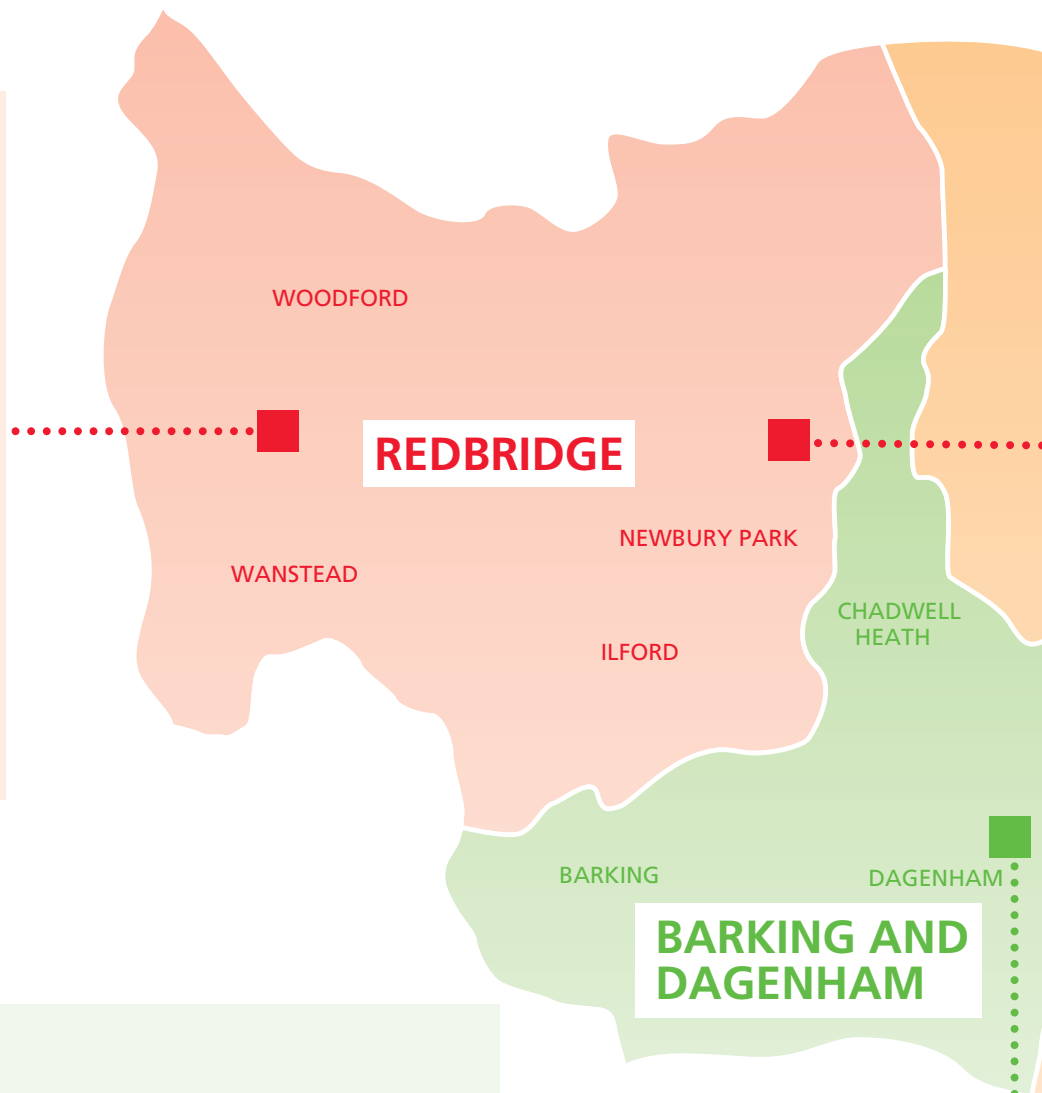 WOODFORD
REDBRIDGE
NEWBURY PARK
WANSTEAD
CHADWELL
HEATH
ILFORD
BARKING
DAGENHAM
BARKING AND
DAGENHAM